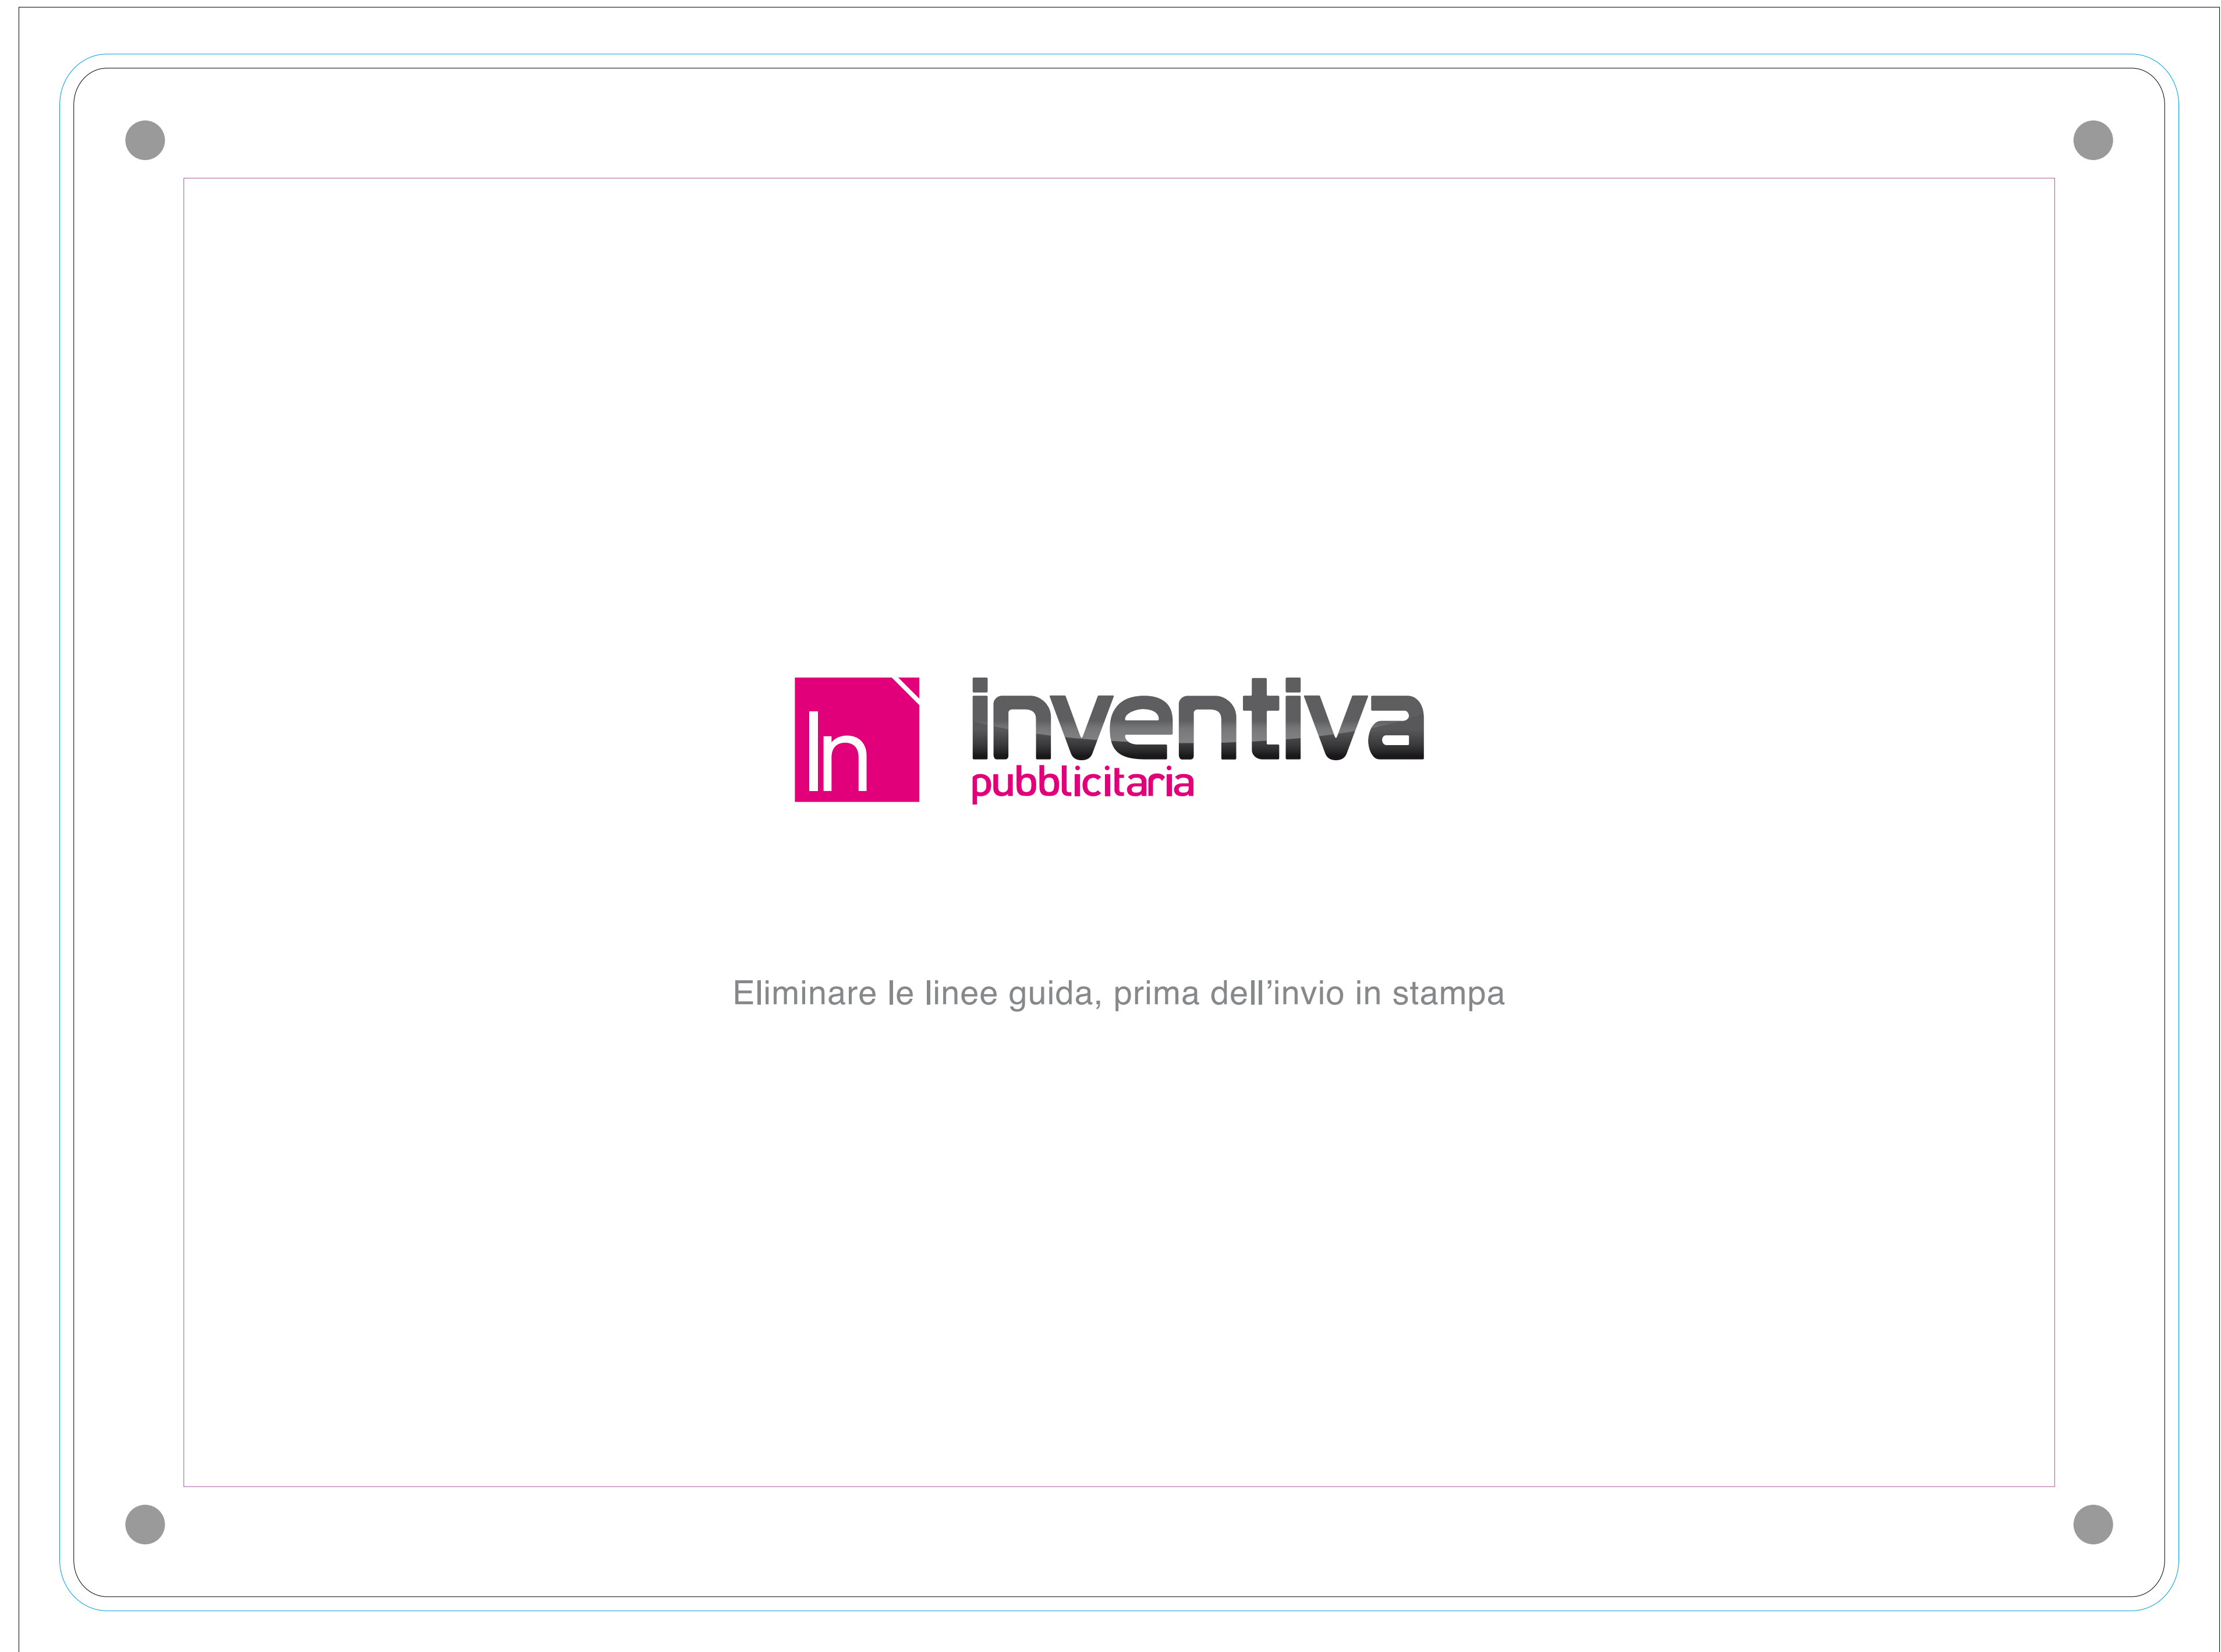 In
inventiva
pubblicitaria
Eliminare le linee guida, prima dell’invio in stampa